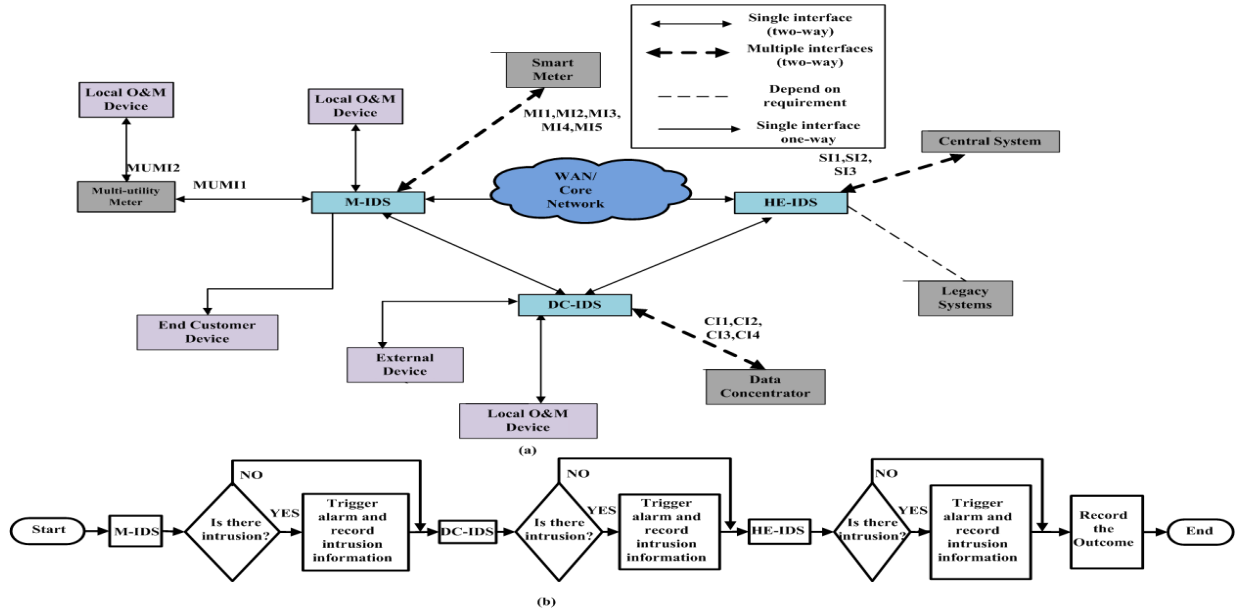 Single interface
(two-way)
Multiple interfaces
(two-way)
Depend on
requirement
Single interface
one-way
Smart
Meter
Local O&M
Device
Local O&M
Device
MI1,MI2,MI3,
MI4,MI5
Central System
SI1,SI2,
SI3
MUMI2
Multi-utility
Meter
MUMI1
M-IDS
WAN/
Core
Network
HE-IDS
DC-IDS
Legacy
Systems
End Customer
Device
CI1,CI2,
CI3,CI4
External
Device
Data
Concentrator
Local O&M
Device
(a)
NO
NO
NO
Start
M-IDS
Is there
intrusion?
YES
Trigger
alarm and
record
intrusion
information
DC-IDS
Is there
intrusion?
YES
Trigger
alarm and
record
intrusion
information
HE-IDS
Is there
intrusion?
YES
Trigger
alarm and
record
intrusion
information
Record
the
Outcome
End
(b)